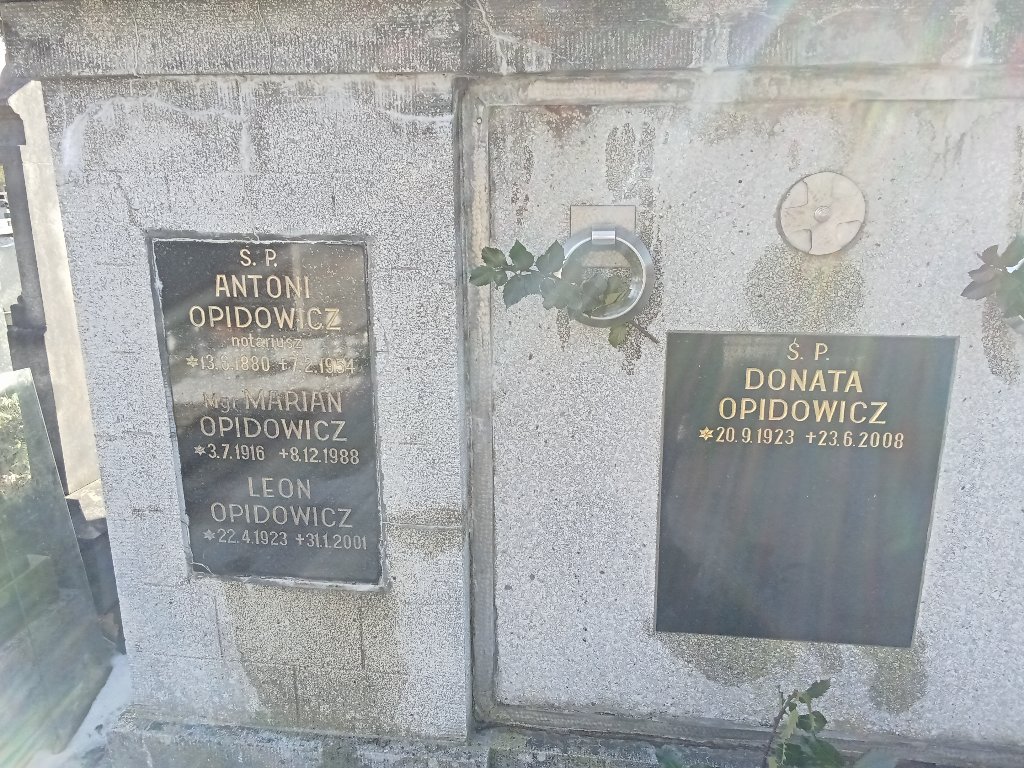 Ś. P.
ANTONI
OPIDOWICZ
notariusz
*13.6.1880 +7.2.1954
Mgr MARIAN
OPIDOWICZ
*3.7.1916 +8.12.1988
LEON
OPIDOWICZ
*22.4.1923 +31.1.2001
Ś. P.
DONATA
OPIDOWICZ
*20.9.1923 +23.6.2008